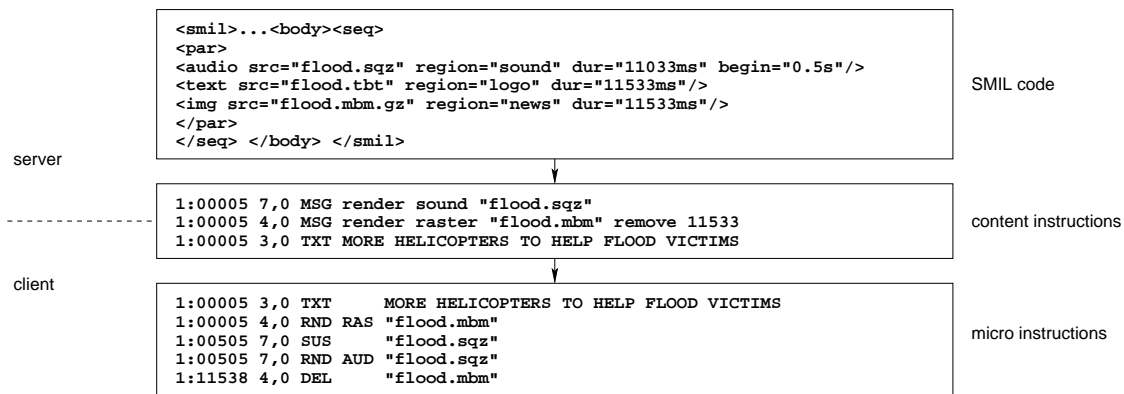 <smil>...<body><seq>
<par>
<audio src="flood.sqz" region="sound" dur="11033ms" begin="0.5s"/>
<text src="flood.tbt" region="logo" dur="11533ms"/>
<img src="flood.mbm.gz" region="news" dur="11533ms"/>
</par>
</seq> </body> </smil>
SMIL code
server
1:00005 7,0 MSG render sound "flood.sqz"
1:00005 4,0 MSG render raster "flood.mbm" remove 11533
1:00005 3,0 TXT MORE HELICOPTERS TO HELP FLOOD VICTIMS
content instructions
client
1:00005 3,0 TXT     MORE HELICOPTERS TO HELP FLOOD VICTIMS
1:00005 4,0 RND RAS "flood.mbm"
1:00505 7,0 SUS     "flood.sqz"
1:00505 7,0 RND AUD "flood.sqz"
1:11538 4,0 DEL     "flood.mbm"
micro instructions